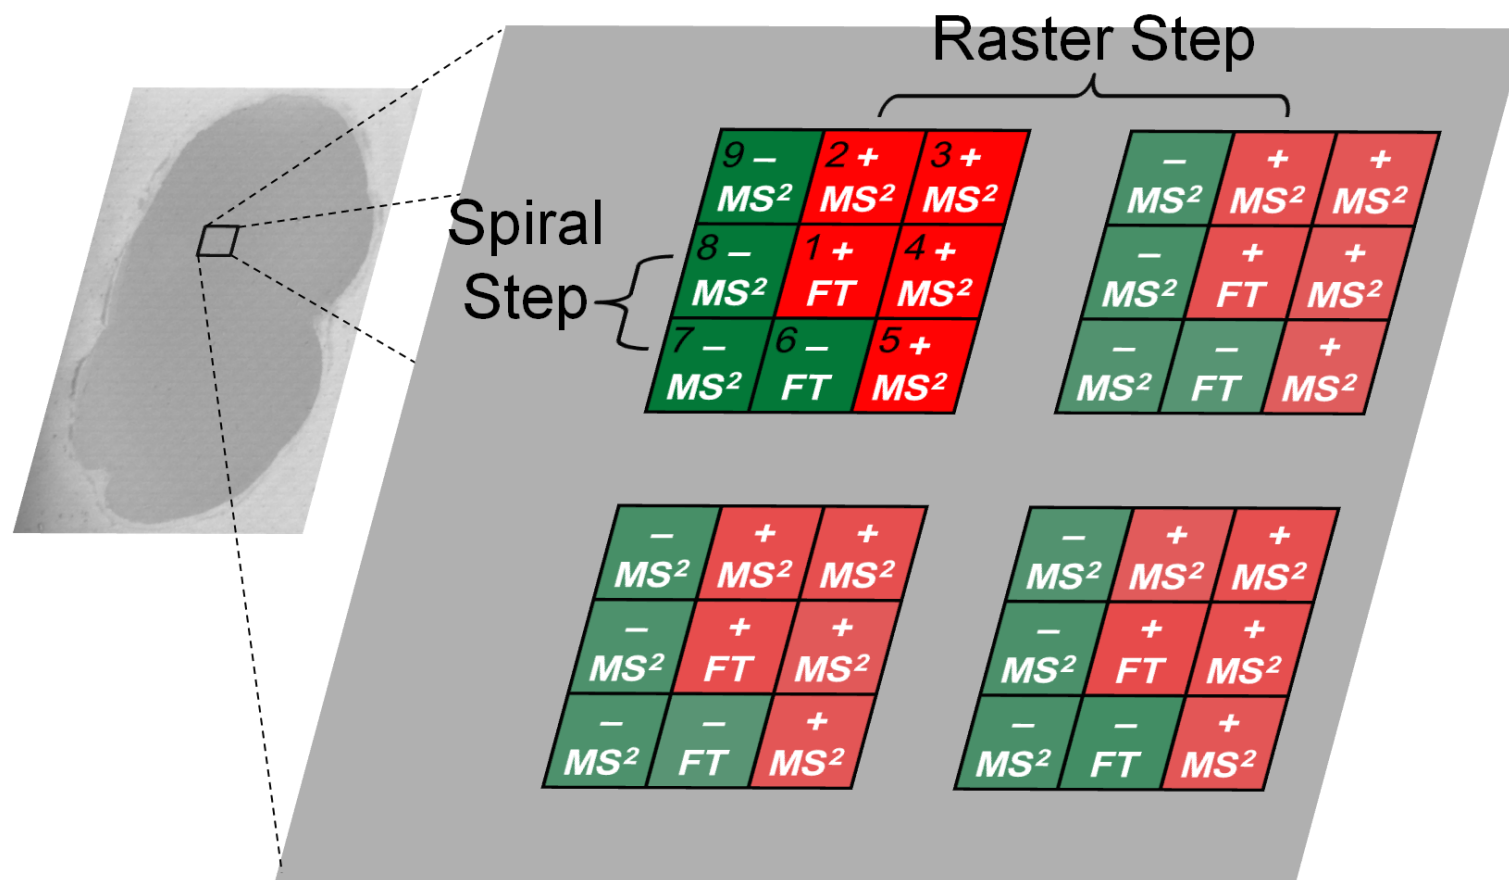 Raster Step
Spiral
Step
9 – 2 + 3 +
MS² MS² MS²
8 – 1 + 4 +
MS² FT MS²
7 – 6 – 5 +
MS² FT MS²
– + +
MS² MS² MS²
– + +
MS² FT MS²
– – +
MS² FT MS²
– + +
MS² MS² MS²
– + +
MS² FT MS²
– – +
MS² FT MS²
– + +
MS² MS² MS²
– + +
MS² FT MS²
– – +
MS² FT MS²